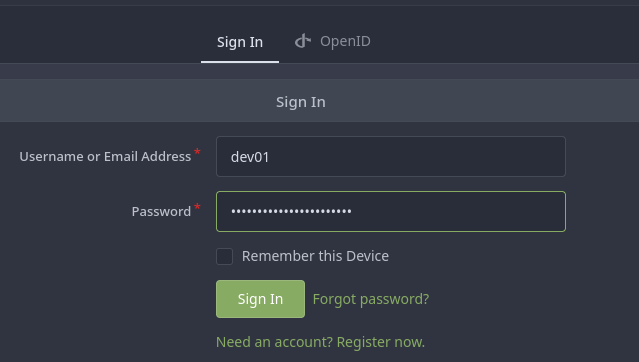 Sign In OpenID
Sign In
Username or Email Address *
dev01
Password *
•••••••••••••••••••••••
Remember this Device
Sign In Forgot password?
Need an account? Register now.